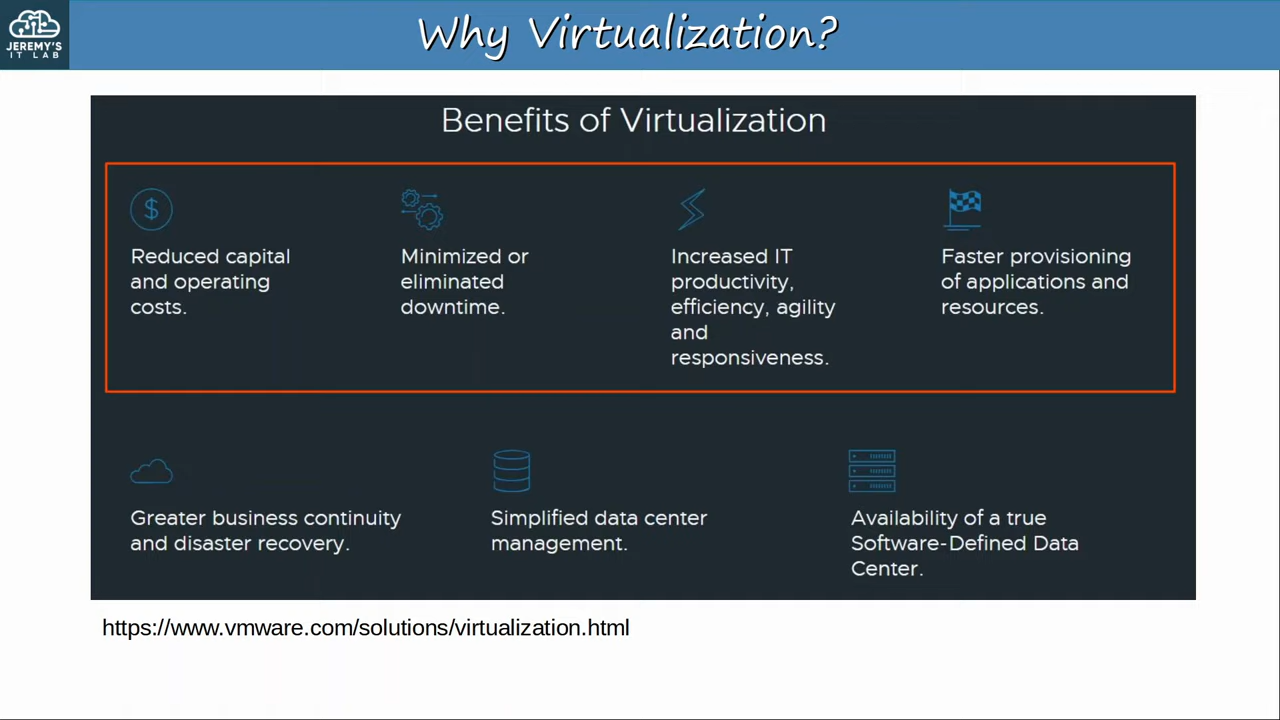 JEREMY'S
IT LAB
Why Virtualization?
Benefits of Virtualization
$
Reduced capital
and operating
costs.
Minimized or
eliminated
downtime.
Increased IT
productivity,
efficiency, agility
and
responsiveness.
Faster provisioning
of applications and
resources.
Greater business continuity
and disaster recovery.
Simplified data center
management.
Availability of a true
Software-Defined Data
Center.
https://www.vmware.com/solutions/virtualization.html